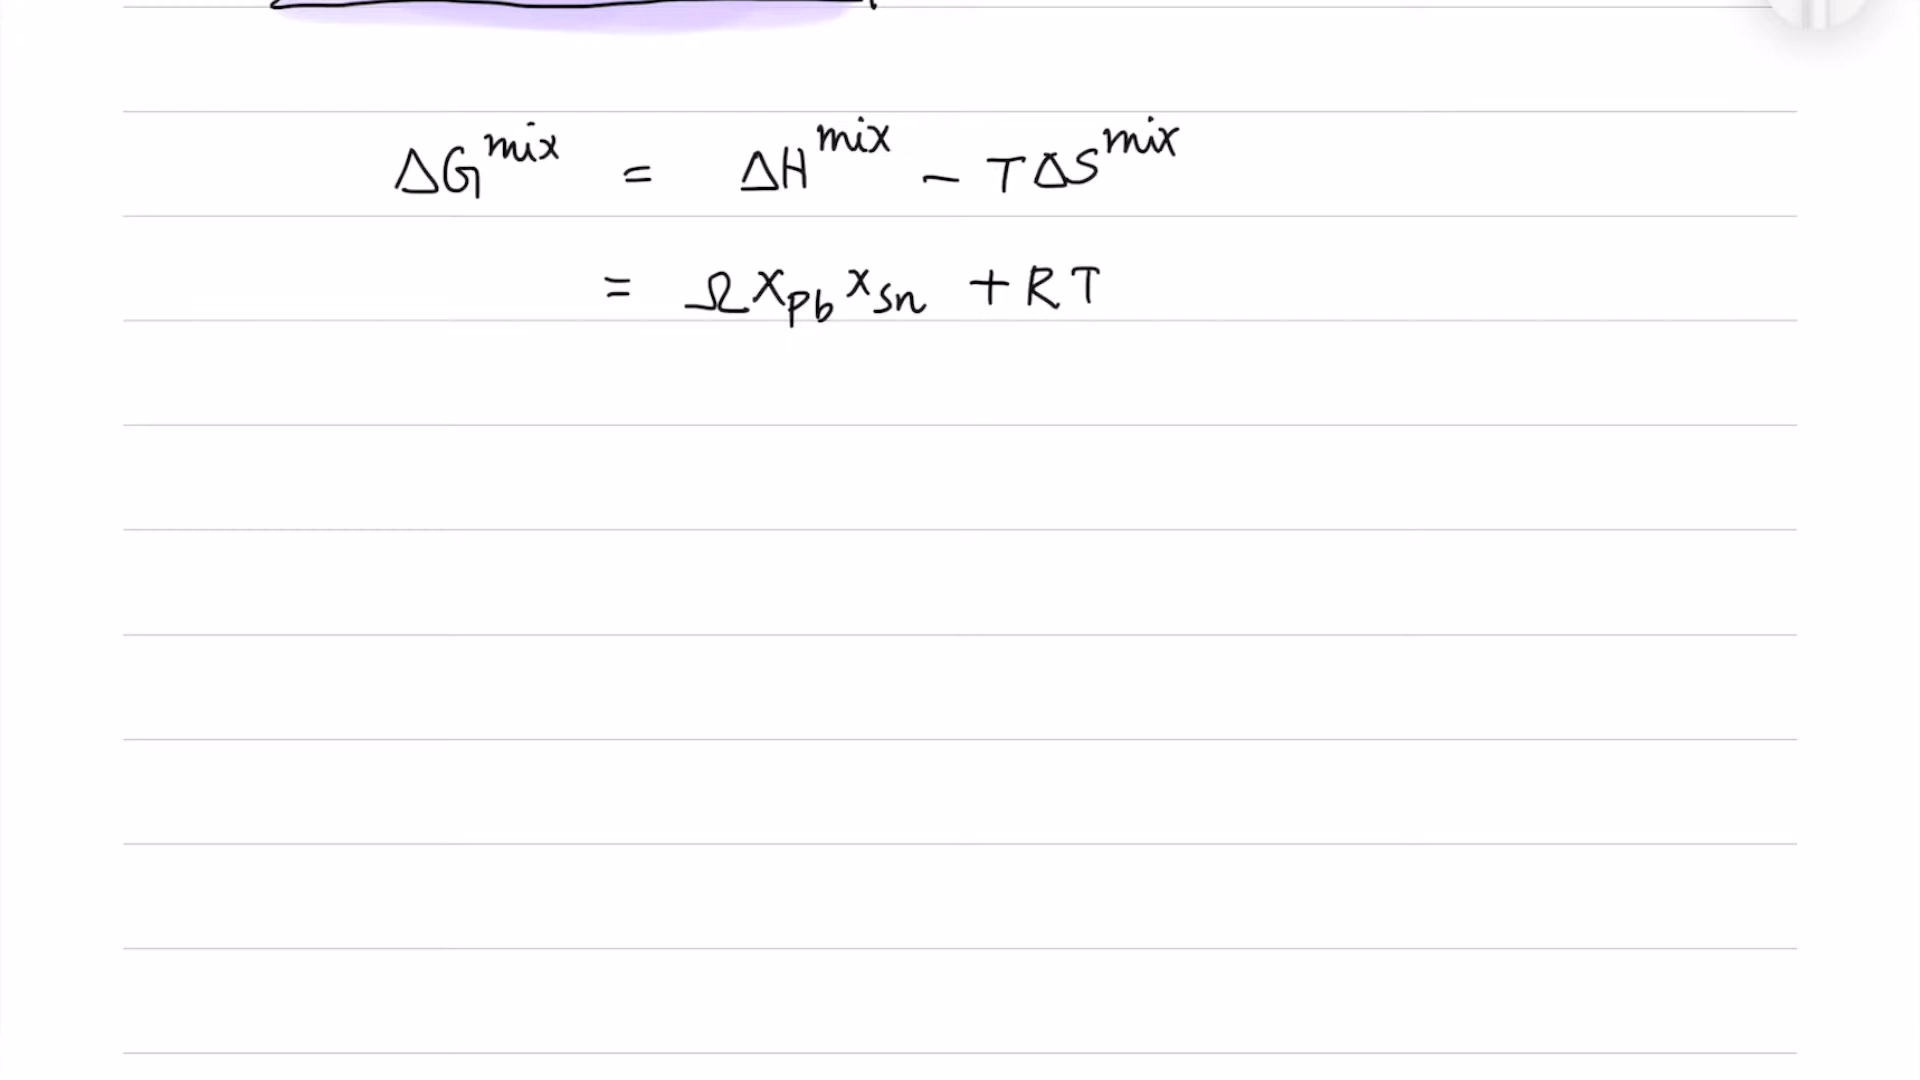 ΔG^mix = ΔH^mix - TΔS^mix
= Ωx_Pb x_Sn + RT